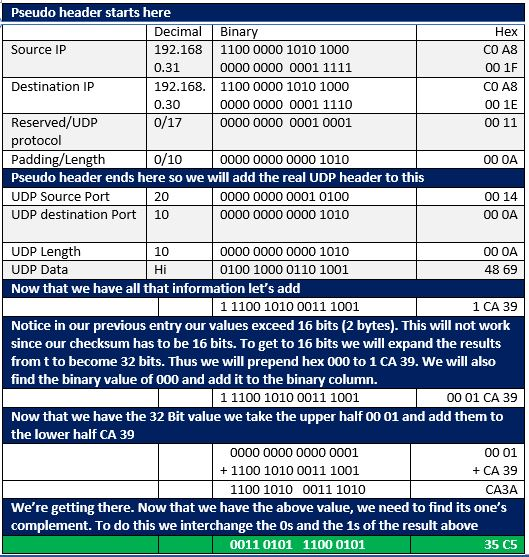 Pseudo header starts here
Decimal Binary Hex
Source IP 192.168 1100 0000 1010 1000 C0 A8
0.31 0000 0000 0001 1111 00 1F
Destination IP 192.168. 1100 0000 1010 1000 C0 A8
0.30 0000 0000 0001 1110 00 1E
Reserved/UDP 0/17 0000 0000 0001 0001 00 11
protocol
Padding/Length 0/10 0000 0000 0000 1010 00 0A
Pseudo header ends here so we will add the real UDP header to this
UDP Source Port 20 0000 0000 0001 0100 00 14
UDP destination Port 10 0000 0000 0000 1010 00 0A
UDP Length 10 0000 0000 0000 1010 00 0A
UDP Data Hi 0100 1000 0110 1001 48 69
Now that we have all that information let's add
1 1100 1010 0011 1001 1 CA 39
Notice in our previous entry our values exceed 16 bits (2 bytes). This will not work
since our checksum has to be 16 bits. To get to 16 bits we will expand the results
from t to become 32 bits. Thus we will prepend hex 000 to 1 CA 39. We will also
find the binary value of 000 and add it to the binary column.
1 1100 1010 0011 1001 00 01 CA 39
Now that we have the 32 Bit value we take the upper half 00 01 and add them to
the lower half CA 39
0000 0000 0000 0001 00 01
+ 1100 1010 0011 1001 + CA 39
1100 1010 0011 1010 CA3A
We're getting there. Now that we have the above value, we need to find its one's
complement. To do this we interchange the 0s and the 1s of the result above
0011 0101 1100 0101 35 C5